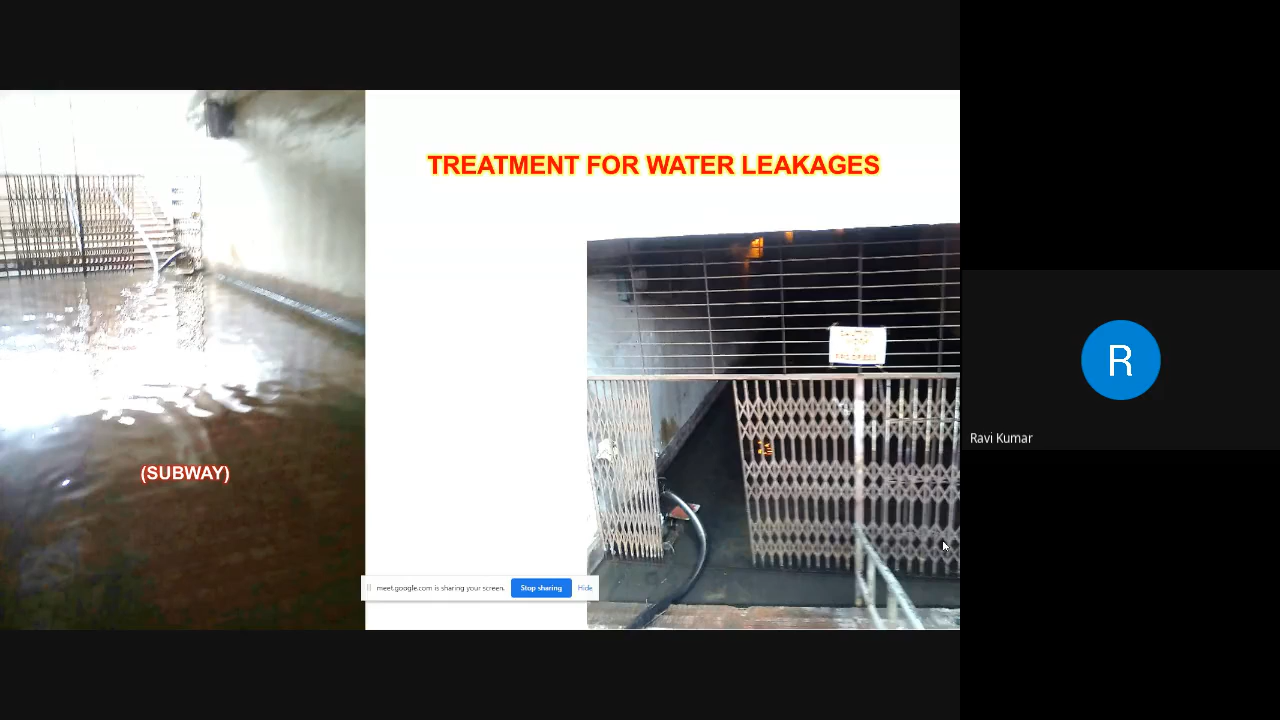 TREATMENT FOR WATER LEAKAGES
(SUBWAY)
meet.google.com is sharing your screen.
Stop sharing
Hide
R
Ravi Kumar